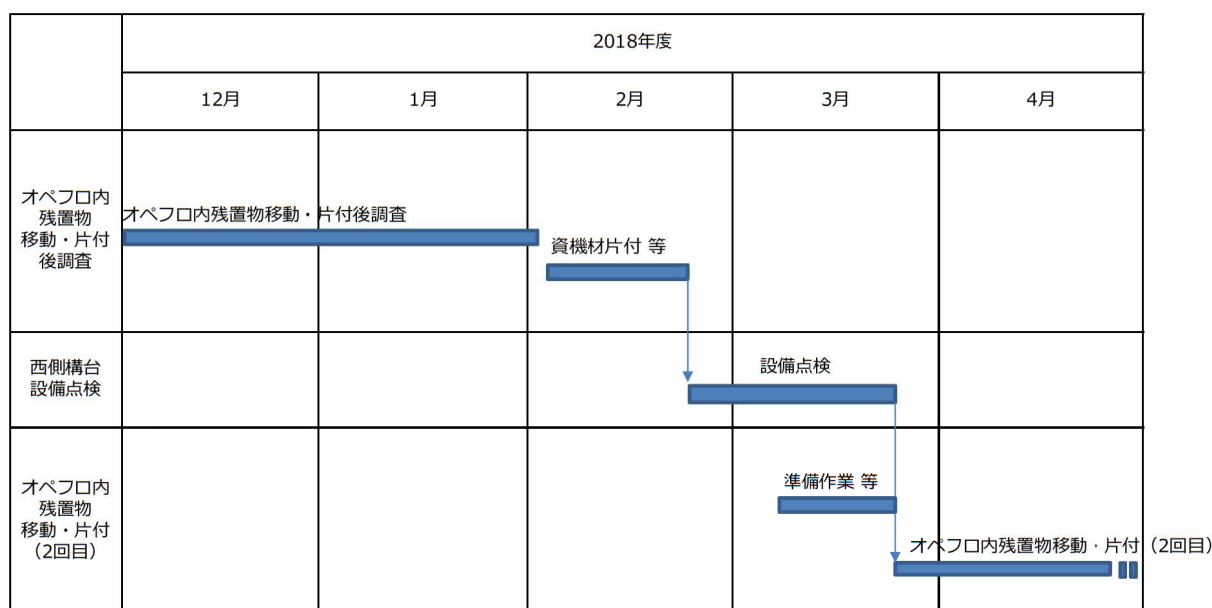 2018年度
12月
1月
2月
3月
4月
オペフロ内
残置物
移動・片付
後調査
オペフロ内残置物移動・片付後調査
資機材片付 等
西側構台
設備点検
設備点検
オペフロ内
残置物
移動・片付
（2回目）
準備作業 等
オペフロ内残置物移動・片付（2回目）